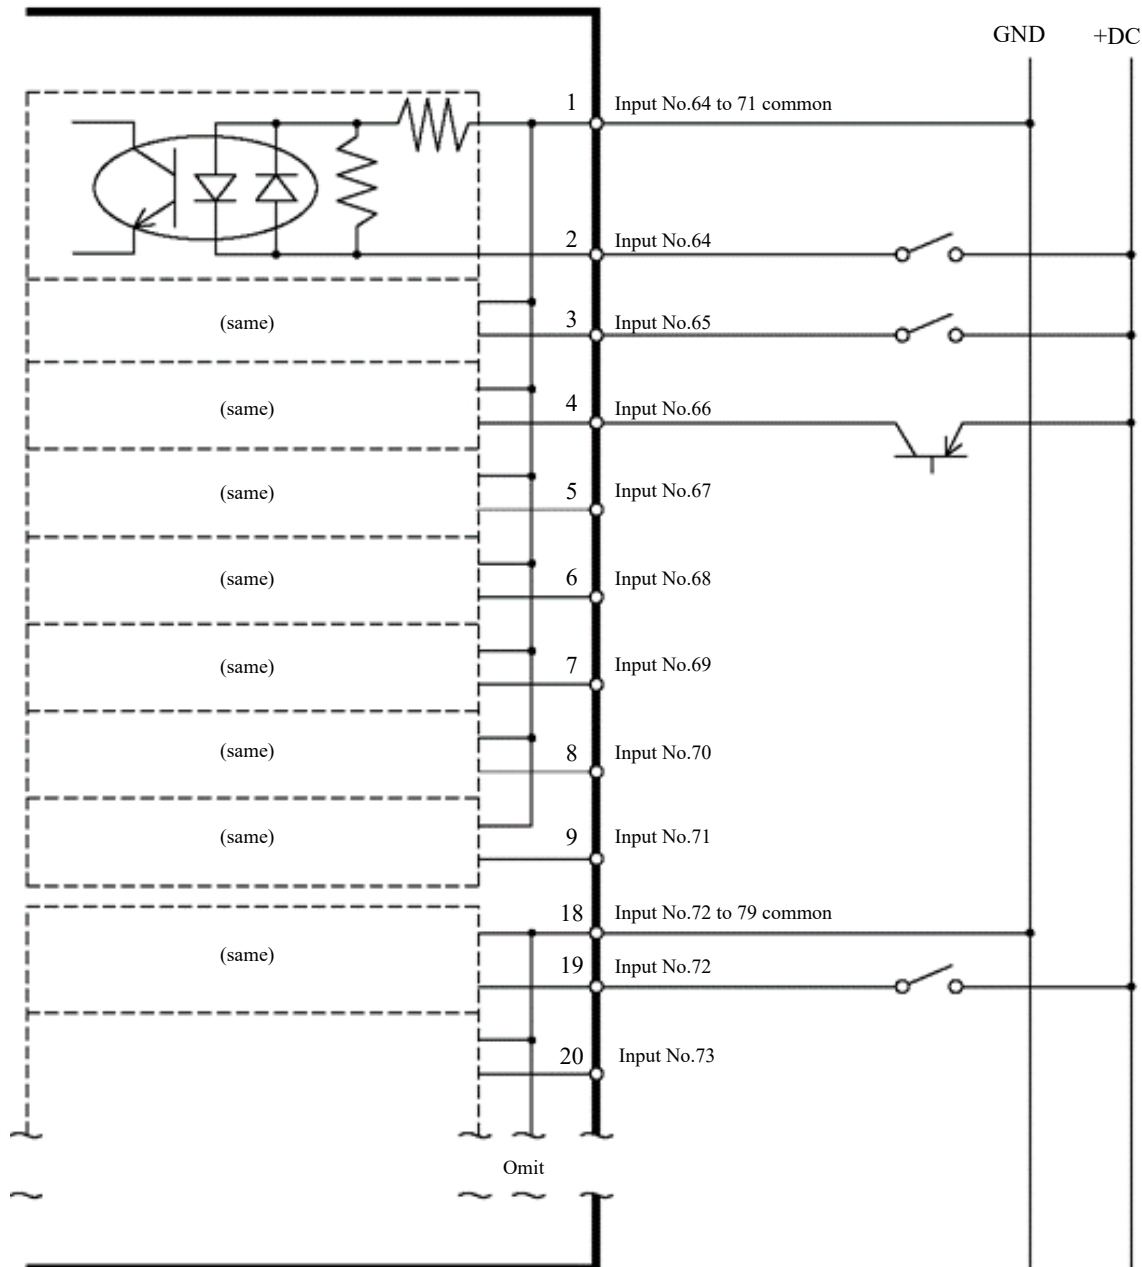 GND +DC
1 Input No.64 to 71 common
2 Input No.64
(same) 3 Input No.65
(same) 4 Input No.66
(same) 5 Input No.67
(same) 6 Input No.68
(same) 7 Input No.69
(same) 8 Input No.70
(same) 9 Input No.71
18 Input No.72 to 79 common
(same)
19 Input No.72
20 Input No.73
Omit